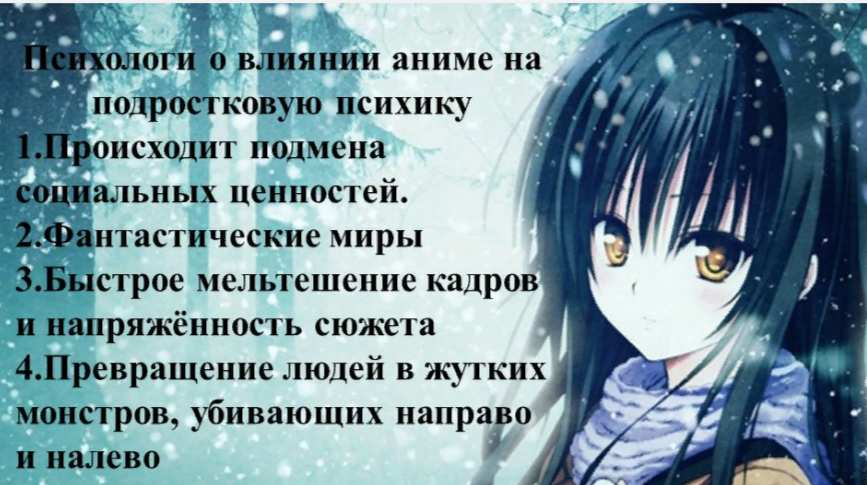 Психологи о влиянии аниме на
подростковую психику
1.Происходит подмена
социальных ценностей.
2.Фантастические миры
3.Быстрое мельтешение кадров
и напряжённость сюжета
4.Превращение людей в жутких
монстров, убивающих направо
и налево